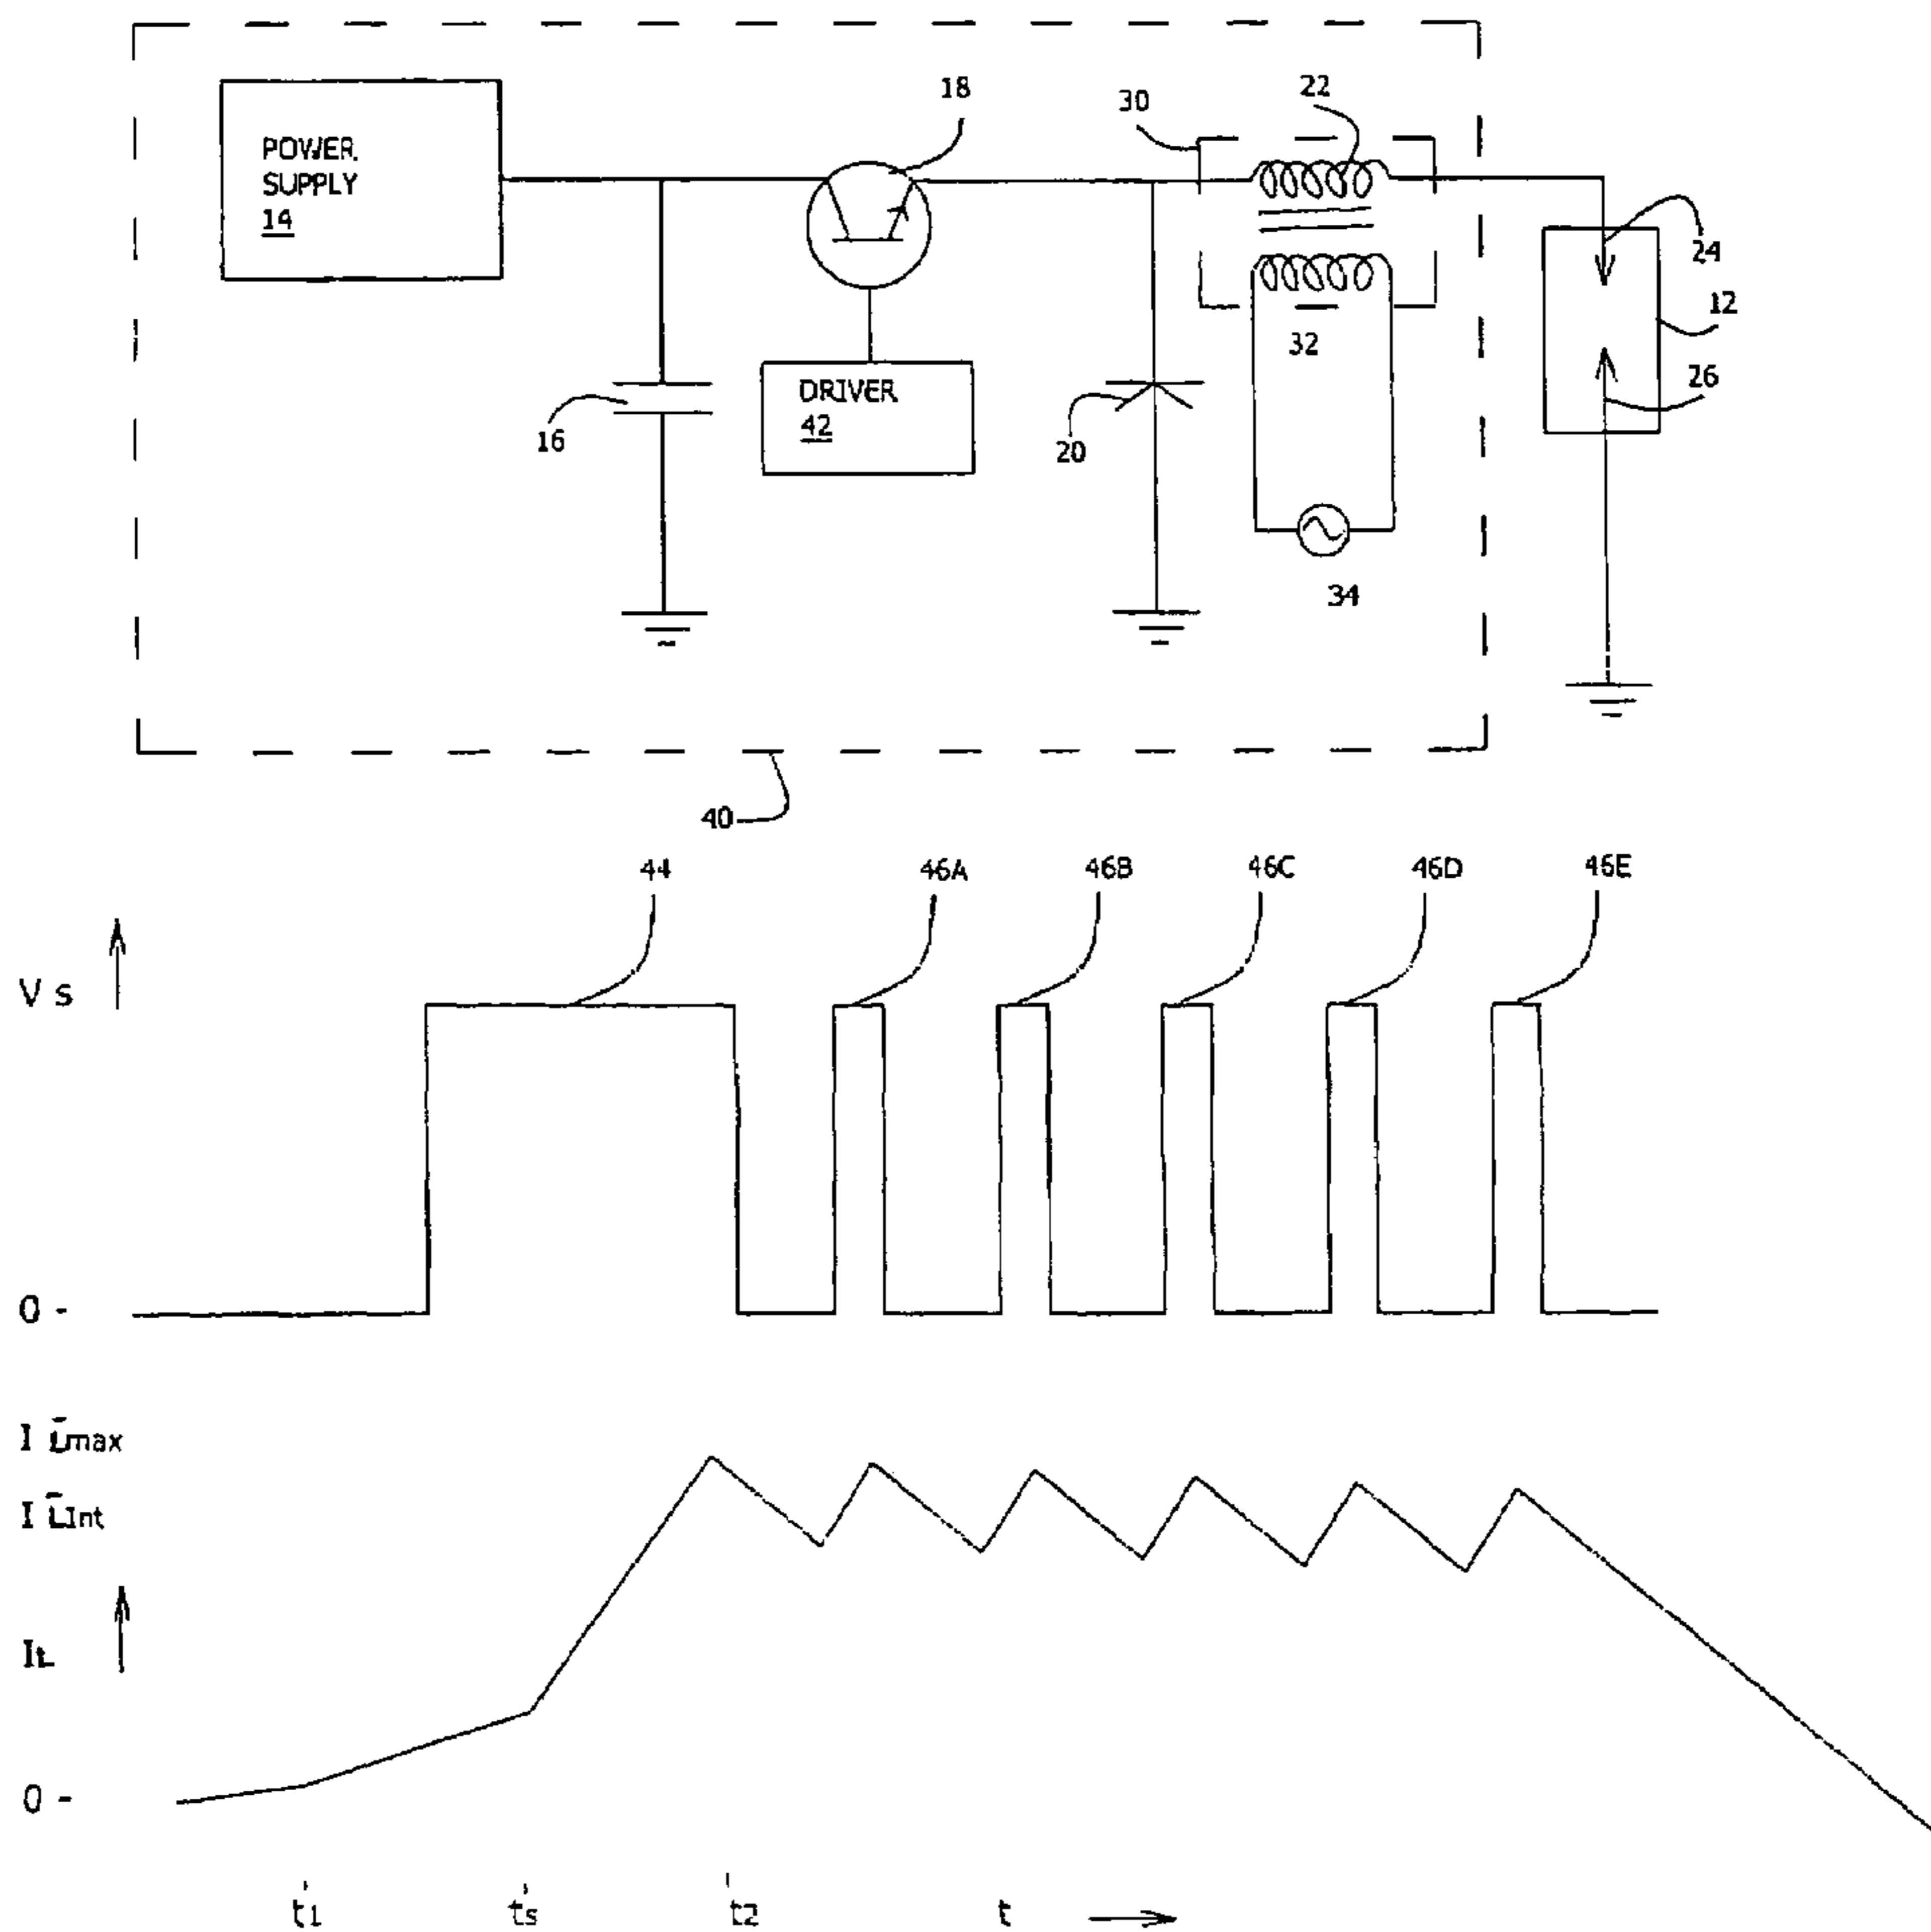 18
30
22
POWER
SUPPLY
14
24
12
32
26
DRIVER
42
16
20
34
40
44
46A
46B
46C
46D
46E
V s
0 -
I Lmax
I LInt
IL
0 -
t1
ts
t2
t